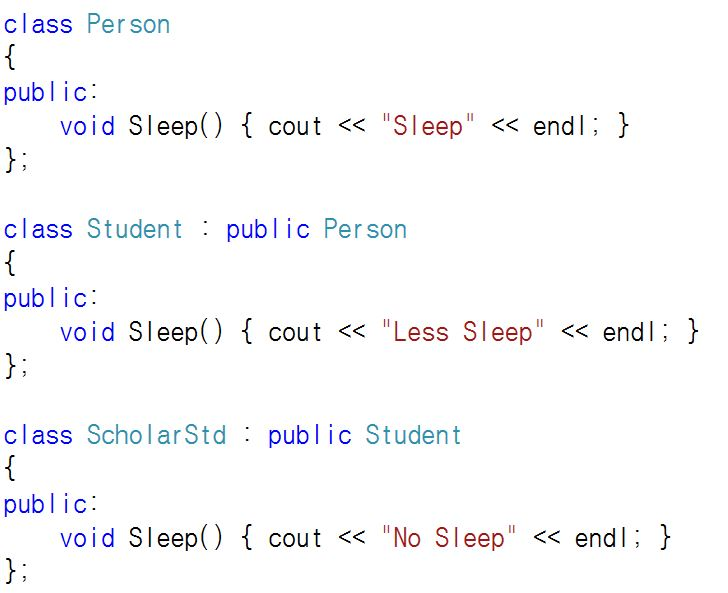 class Person
{
public:
    void Sleep() { cout << "Sleep" << endl; }
};

class Student : public Person
{
public:
    void Sleep() { cout << "Less Sleep" << endl; }
};

class ScholarStd : public Student
{
public:
    void Sleep() { cout << "No Sleep" << endl; }
};